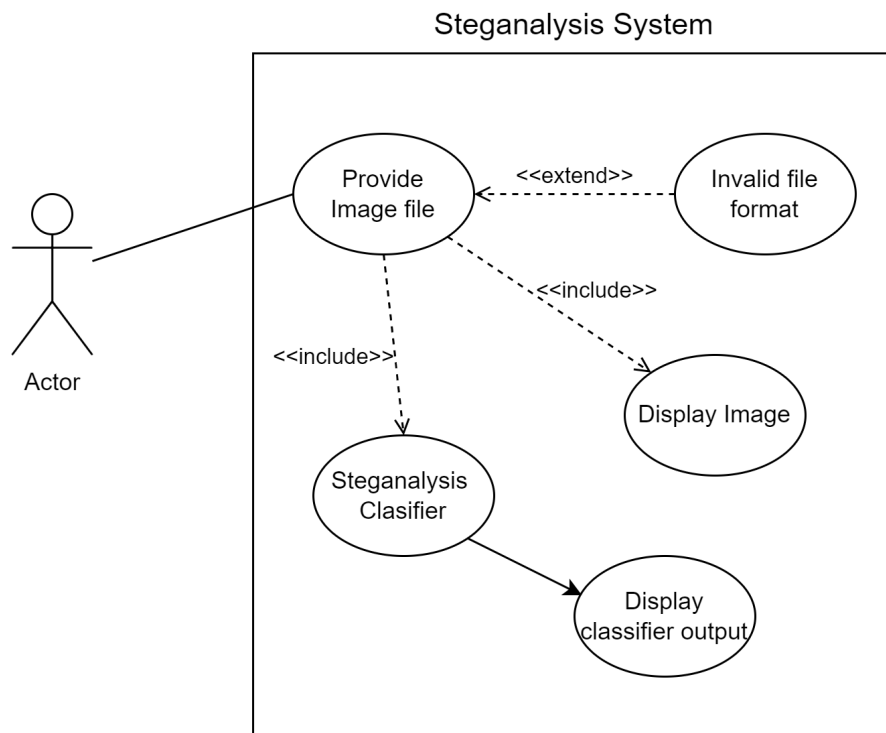 Steganalysis System
Provide
Image file
<<extend>>
Invalid file
format
<<include>>
<<include>>
Actor
Display Image
Steganalysis
Clasifier
Display
classifier output